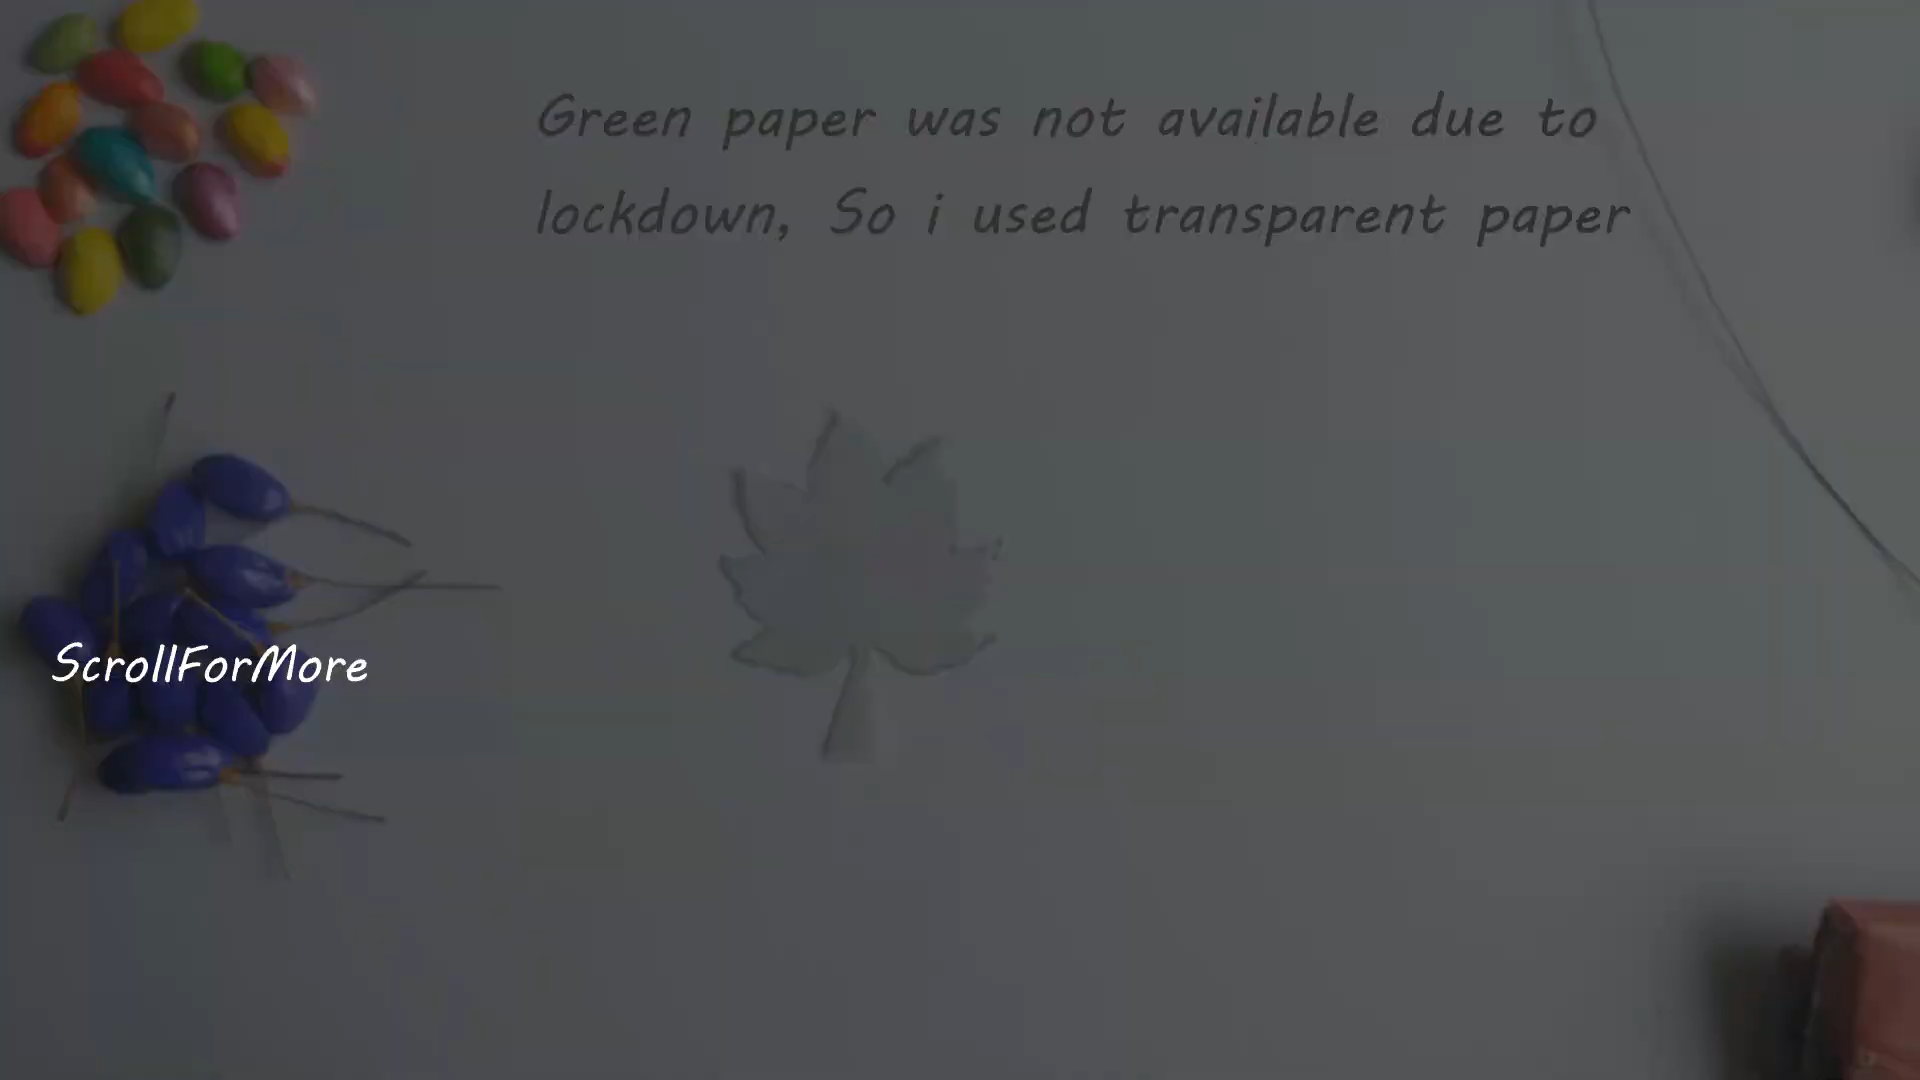 Green paper was not available due to
lockdown, So i used transparent paper
ScrollForMore